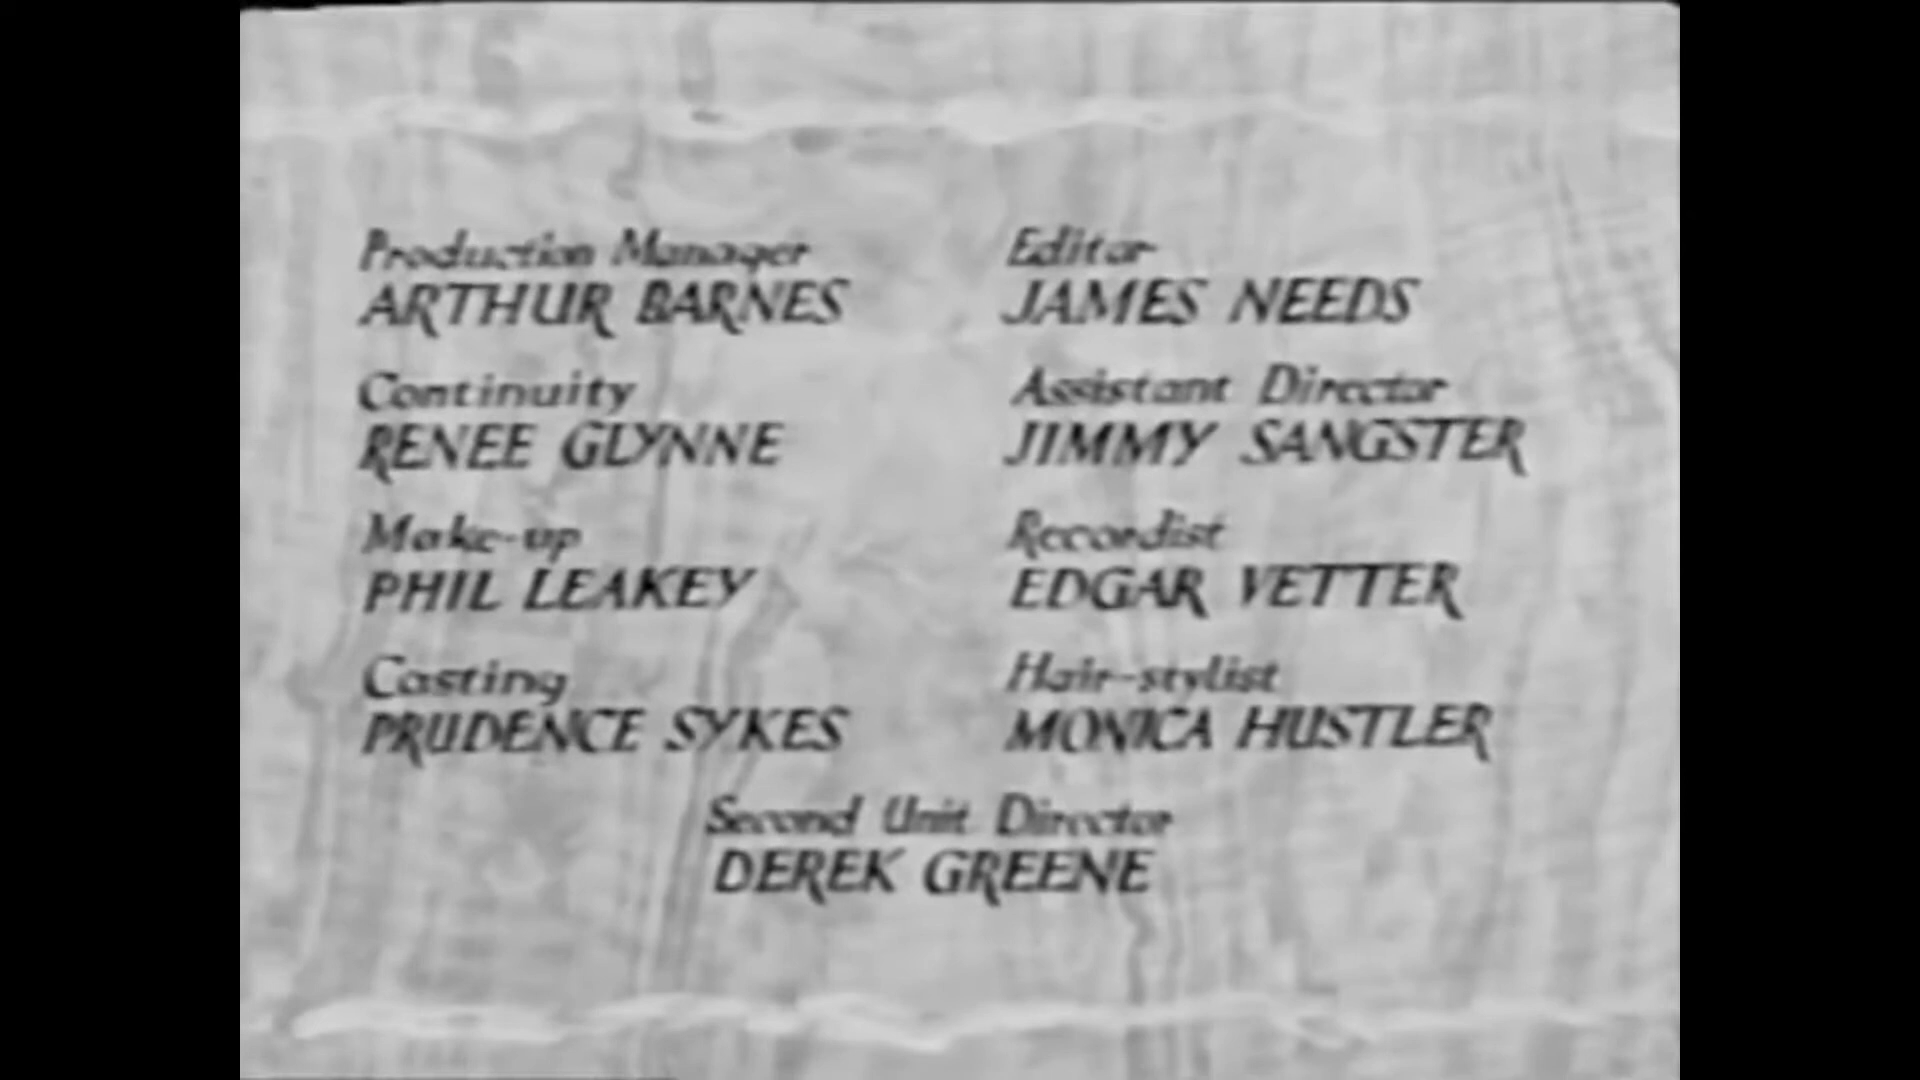 Production Manager
ARTHUR BARNES
Continuity
RENEE GLYNNE
Make-up
PHIL LEAKEY
Casting
PRUDENCE SYKES
Editor
JAMES NEEDS
Assistant Director
JIMMY SANGSTER
Recordist
EDGAR VETTER
Hair-stylist
MONICA HUSTLER
Second Unit Director
DEREK GREENE